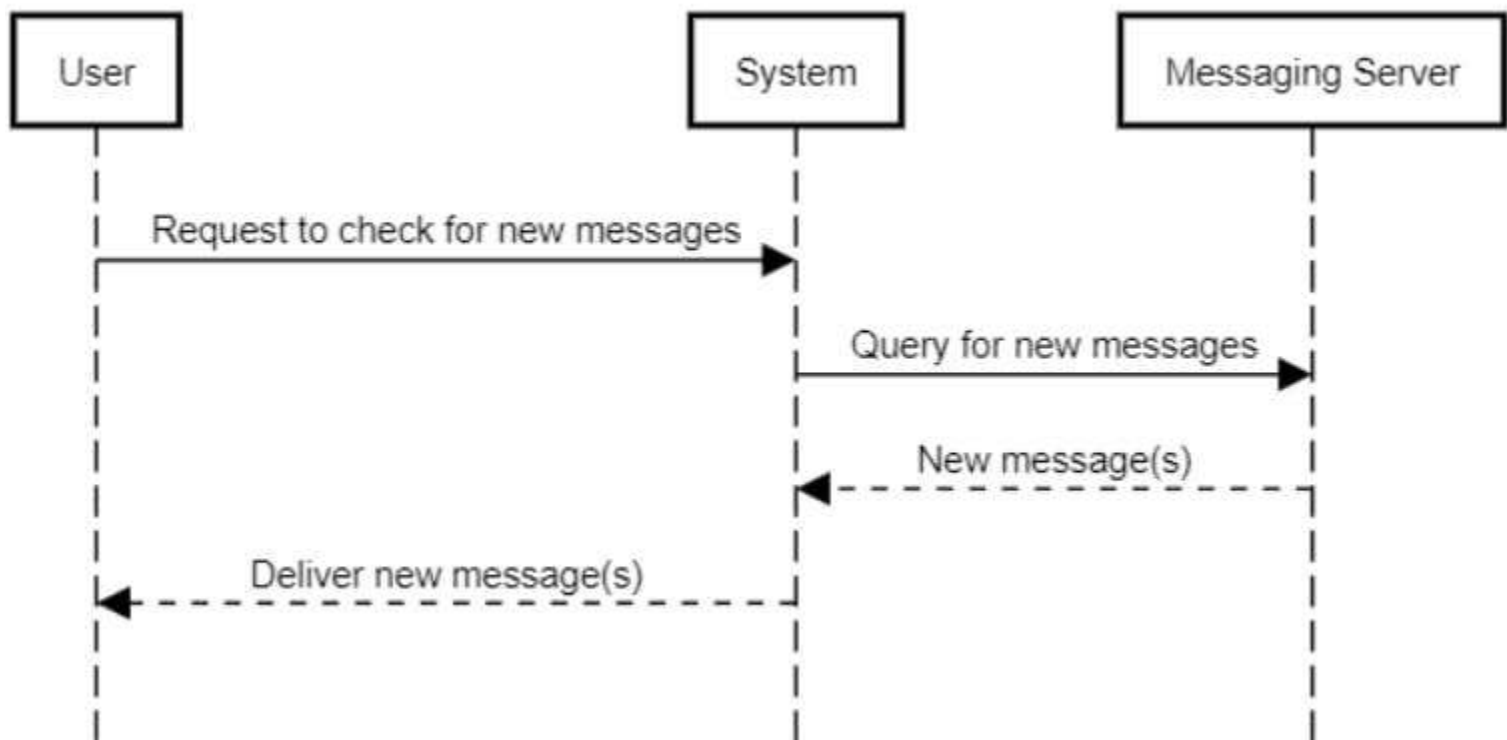 User
System
Messaging Server
Request to check for new messages
Query for new messages
New message(s)
Deliver new message(s)